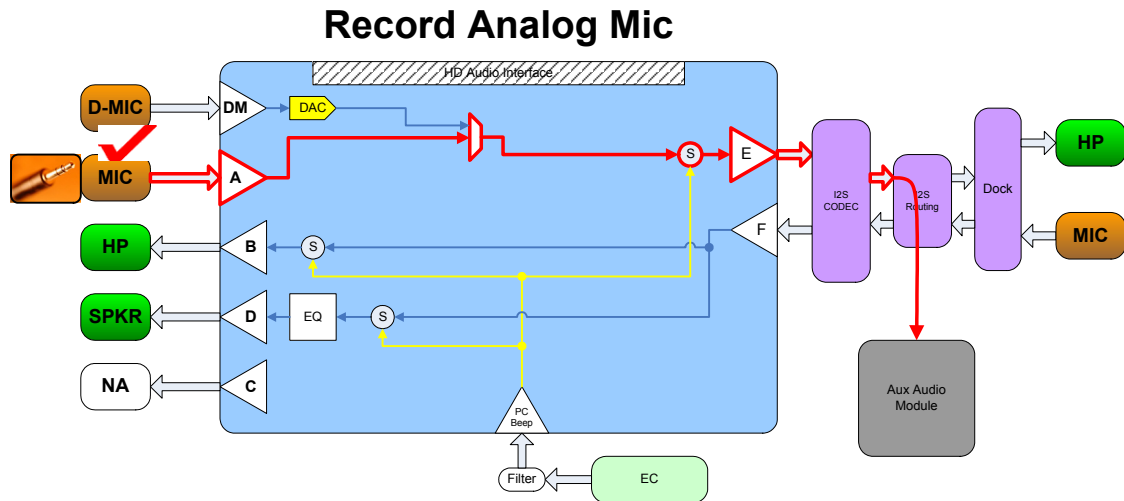 Record Analog Mic
HD Audio Interface
D-MIC
DM
DAC
MIC
A
S
E
I2S
CODEC
2S
Routing
Dock
HP
MIC
HP
B
S
F
SPKR
D
EQ
S
NA
C
PC
Beep
Aux Audio
Module
Filter
EC